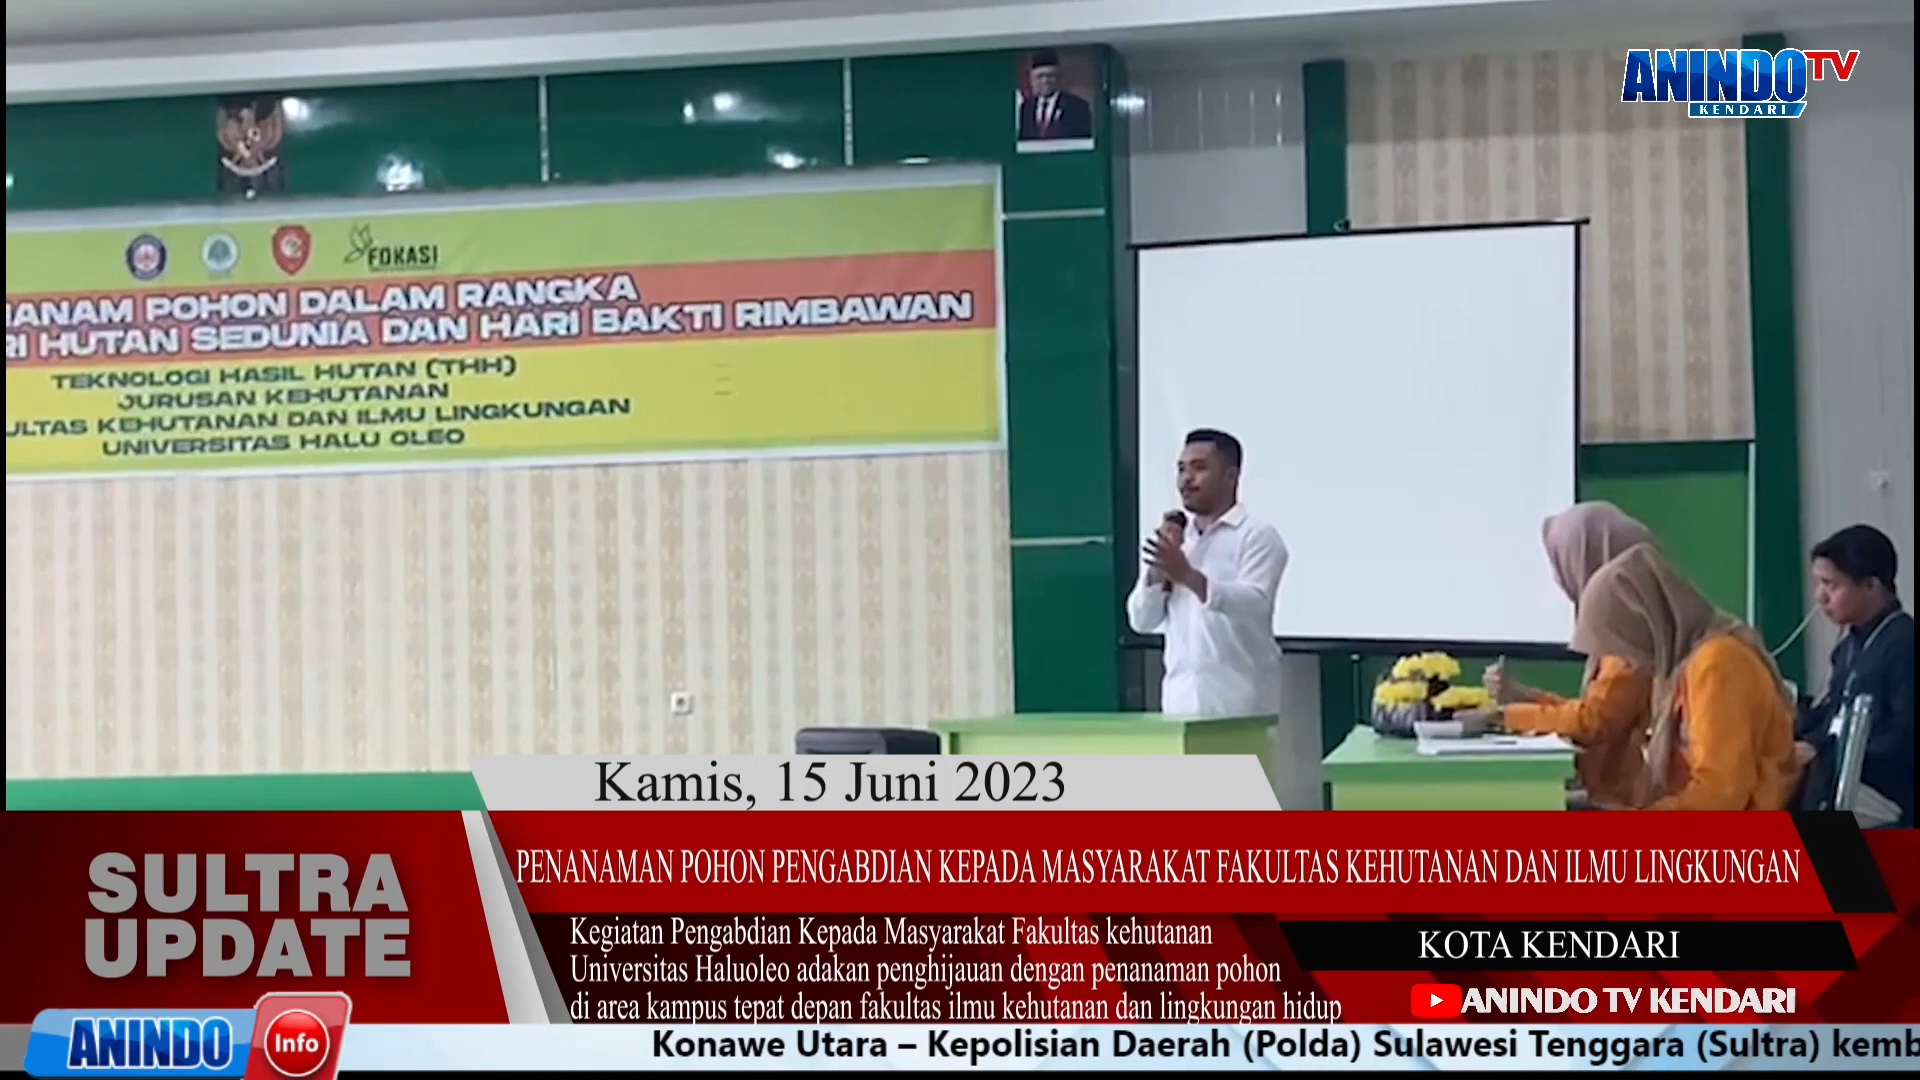 ANINDO TV
KENDARI
FOKASI
ANAM POHON DALAM RANGKA
RI HUTAN SEDUNIA DAN HARI BAKTI RIMBAWAN
TEKNOLOGI HASIL HUTAN (THH)
JURUSAN KEHUTANAN
ULTAS KEHUTANAN DAN ILMU LINGKUNGAN
UNIVERSITAS HALU OLEO
Kamis, 15 Juni 2023
SULTRA
UPDATE
PENANAMAN POHON PENGABDIAN KEPADA MASYARAKAT FAKULTAS KEHUTANAN DAN ILMU LINGKUNGAN
Kegiatan Pengabdian Kepada Masyarakat Fakultas kehutanan
Universitas Haluoleo adakan penghijauan dengan penanaman pohon
di area kampus tepat depan fakultas ilmu kehutanan dan lingkungan hidup
KOTA KENDARI
ANINDO TV KENDARI
ANINDO
Info
Konawe Utara – Kepolisian Daerah (Polda) Sulawesi Tenggara (Sultra) kemb